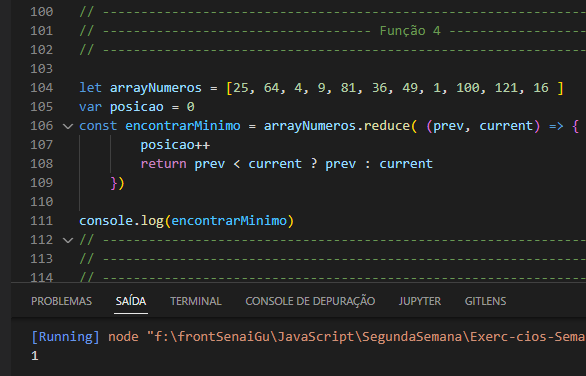 100 // ------------------------------------------------------------
101 // --------------------------------- Função 4 -----------------
102 // ------------------------------------------------------------
103
104 let arrayNumeros = [25, 64, 4, 9, 81, 36, 49, 1, 100, 121, 16 ]
105 var posicao = 0
106 const encontrarMinimo = arrayNumeros.reduce( (prev, current) => {
107 posicao++
108 return prev < current ? prev : current
109 })
110
111 console.log(encontrarMinimo)
112 // ------------------------------------------------------------
113 // ------------------------------------------------------------
114 // ------------------------------------------------------------
PROBLEMAS SAÍDA TERMINAL CONSOLE DE DEPURAÇÃO JUPYTER GITLENS
[Running] node "f:\frontSenaiGu\JavaScript\SegundaSemana\Exerc-cios-Sema
1